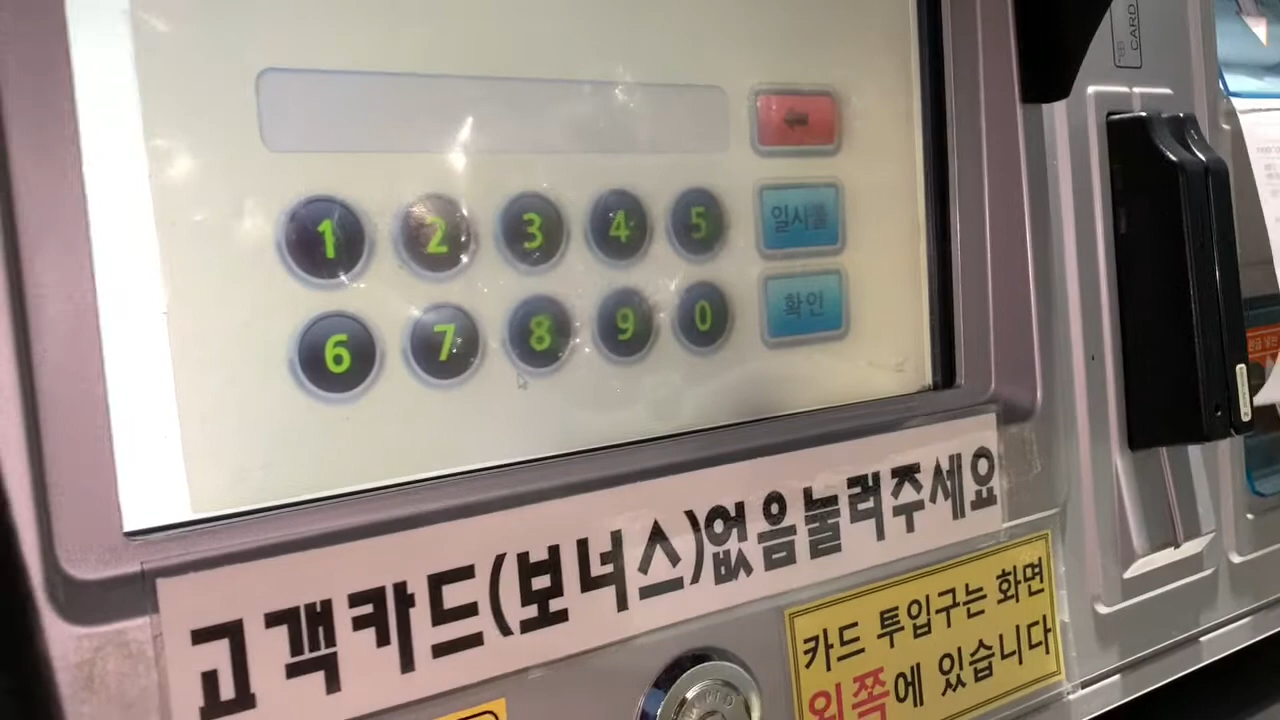 CARD
1 2 3 4 5
일시불
6 7 8 9 0
확인
고객카드(보너스)없음눌러주세요
카드 투입구는 화면
왼쪽에 있습니다